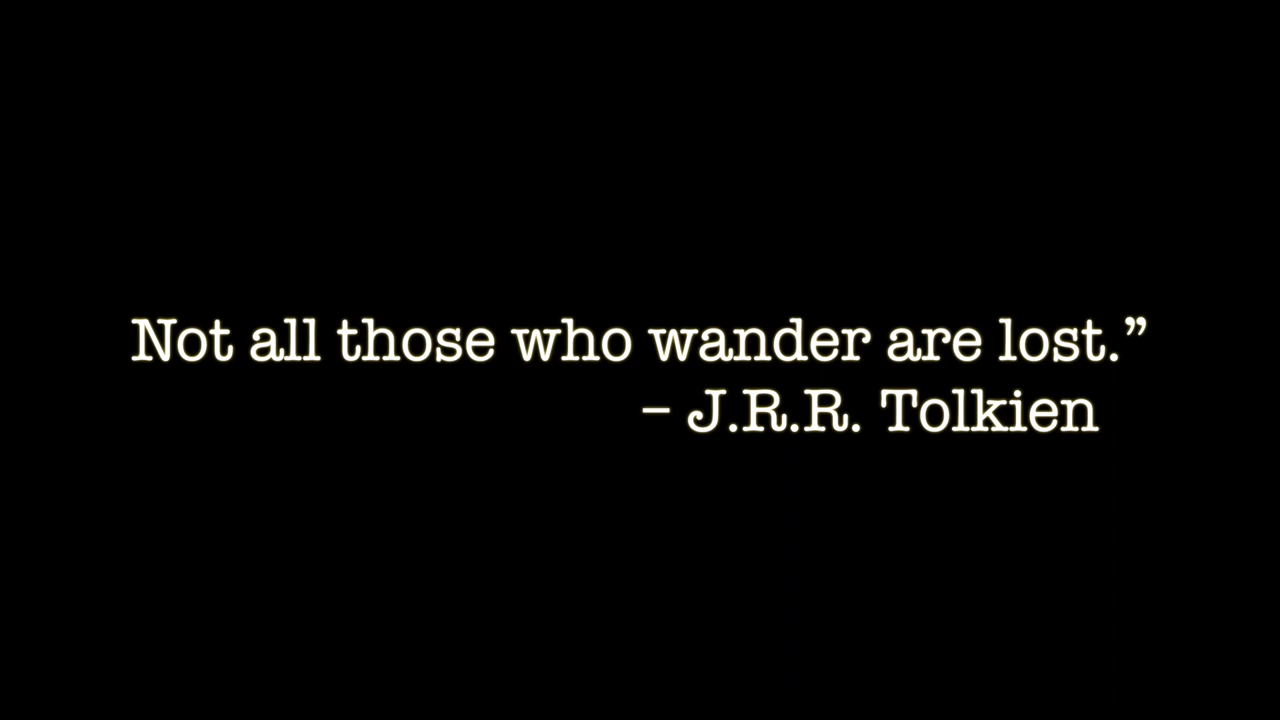 Not all those who wander are lost.”
– J.R.R. Tolkien